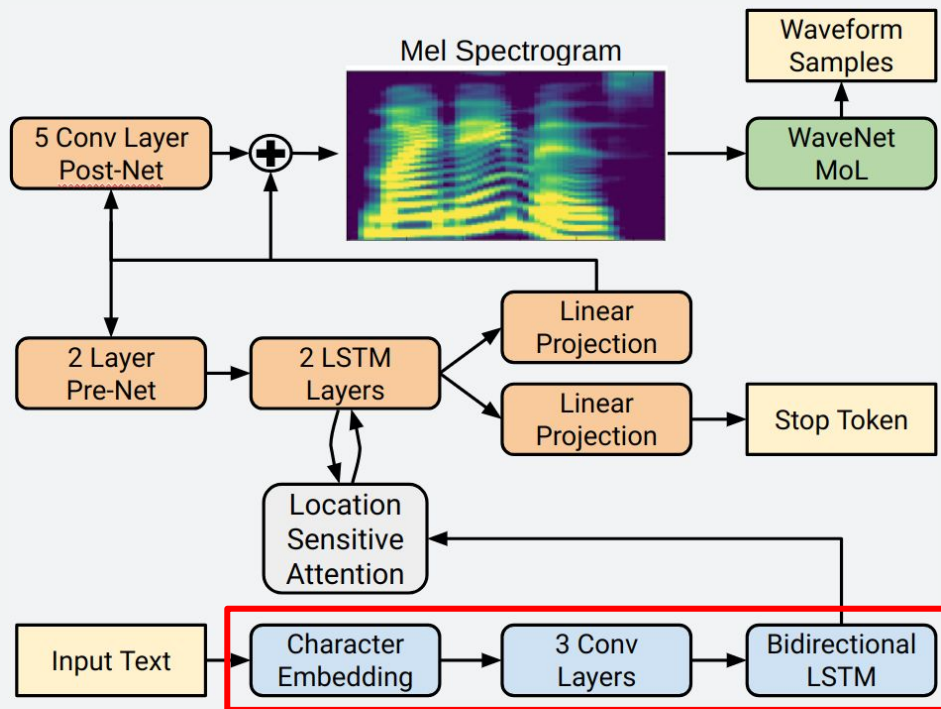 Waveform
Samples
Mel Spectrogram
5 Conv Layer
Post-Net
WaveNet
MoL
2 Layer
Pre-Net
2 LSTM
Layers
Linear
Projection
Linear
Projection
Stop Token
Location
Sensitive
Attention
Input Text
Character
Embedding
3 Conv
Layers
Bidirectional
LSTM